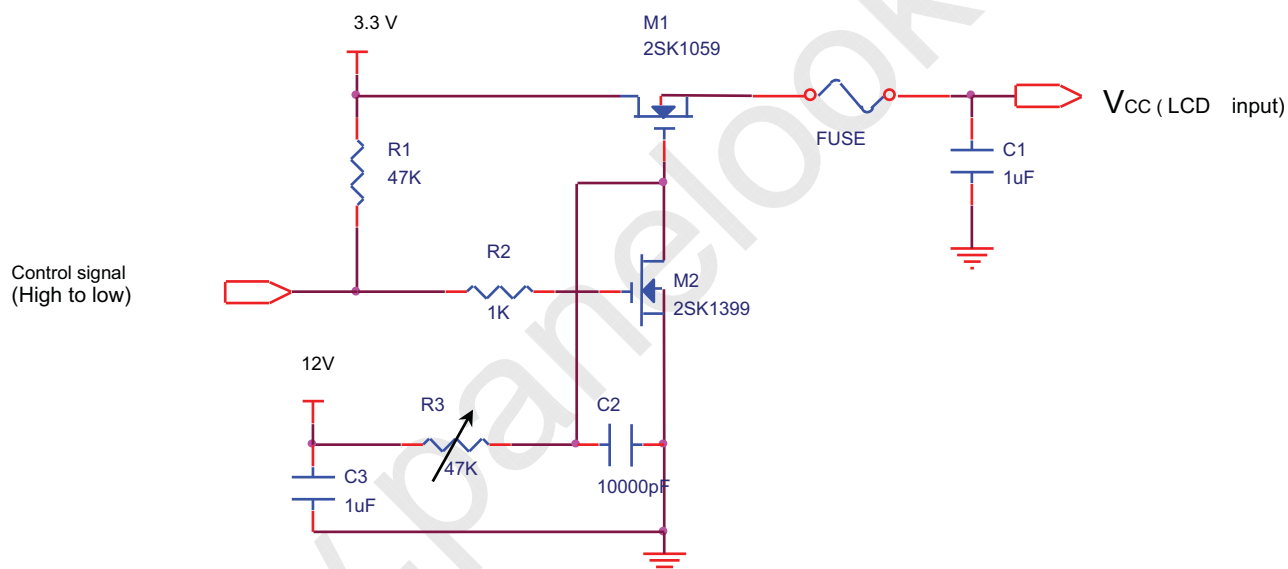 3.3 V
M1
2SK1059
R1
47K
FUSE
VCC ( LCD input)
C1
1uF
Control signal
(High to low)
R2
1K
M2
2SK1399
12V
R3
47K
C2
10000pF
C3
1uF
panelook